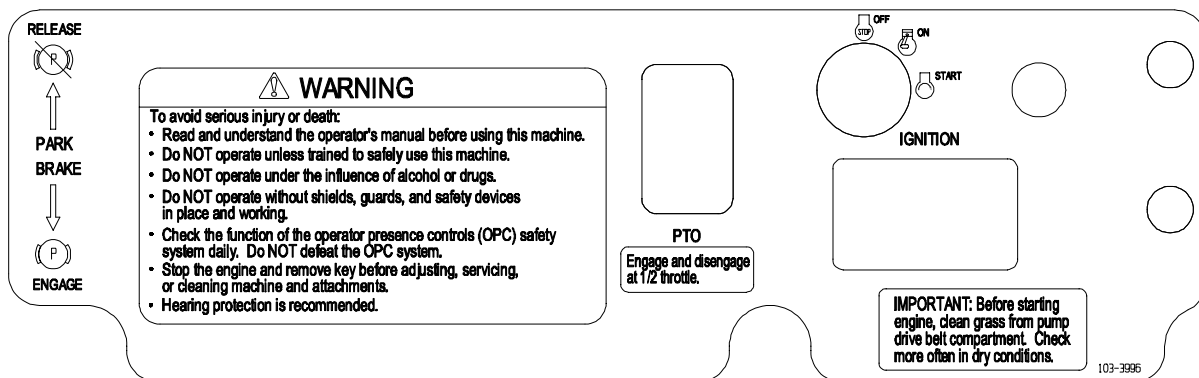 RELEASE
P
PARK
BRAKE
P
ENGAGE
WARNING
To avoid serious injury or death:
• Read and understand the operator's manual before using this machine.
• Do NOT operate unless trained to safely use this machine.
• Do NOT operate under the influence of alcohol or drugs.
• Do NOT operate without shields, guards, and safety devices
in place and working.
• Check the function of the operator presence controls (OPC) safety
system daily. Do NOT defeat the OPC system.
• Stop the engine and remove key before adjusting, servicing,
or cleaning machine and attachments.
• Hearing protection is recommended.
PTO
Engage and disengage
at 1/2 throttle.
OFF
STOP
ON
START
IGNITION
IMPORTANT: Before starting
engine, clean grass from pump
drive belt compartment. Check
more often in dry conditions.
103-3996